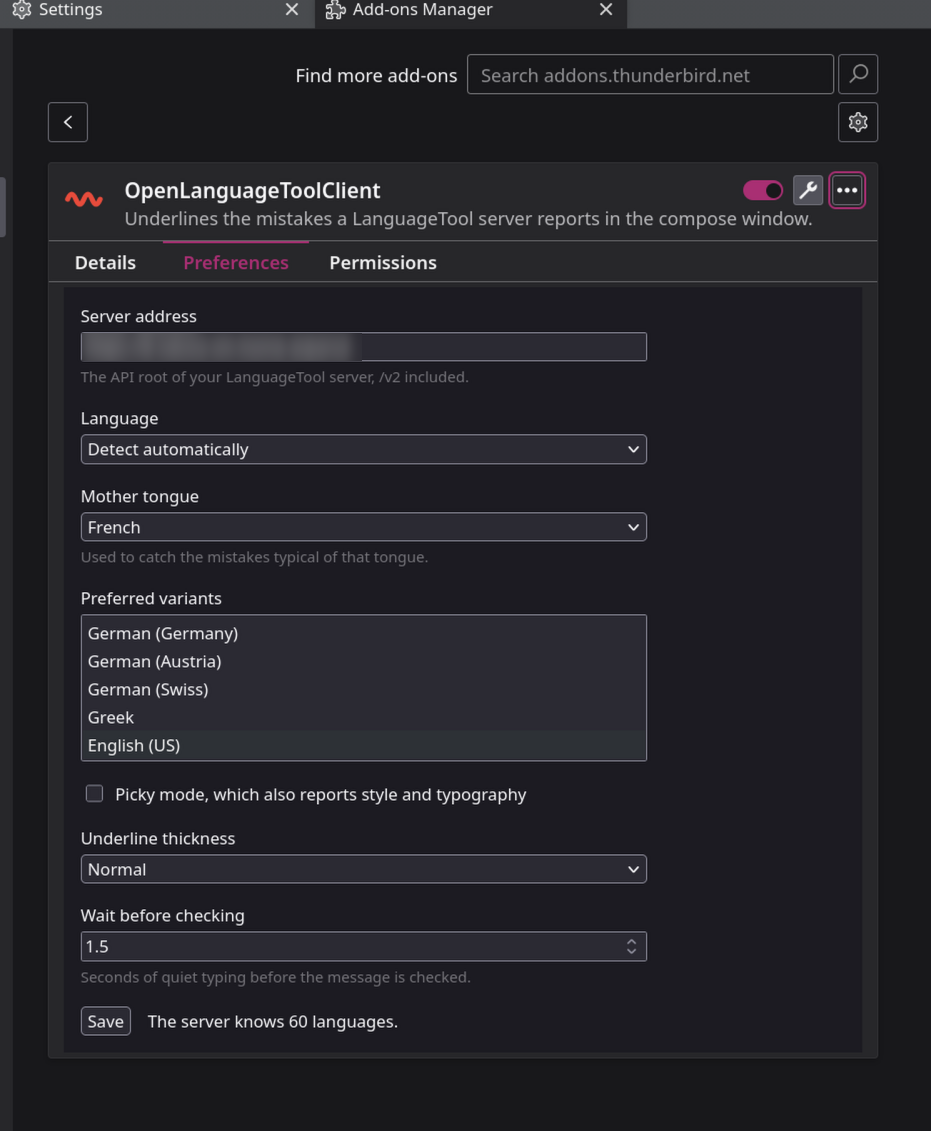 Settings
Add-ons Manager
Find more add-ons
Search addons.thunderbird.net
OpenLanguageToolClient
Underlines the mistakes a LanguageTool server reports in the compose window.
Details
Preferences
Permissions
Server address
The API root of your LanguageTool server, /v2 included.
Language
Detect automatically
Mother tongue
French
Used to catch the mistakes typical of that tongue.
Preferred variants
German (Germany)
German (Austria)
German (Swiss)
Greek
English (US)
Picky mode, which also reports style and typography
Underline thickness
Normal
Wait before checking
1.5
Seconds of quiet typing before the message is checked.
Save
The server knows 60 languages.